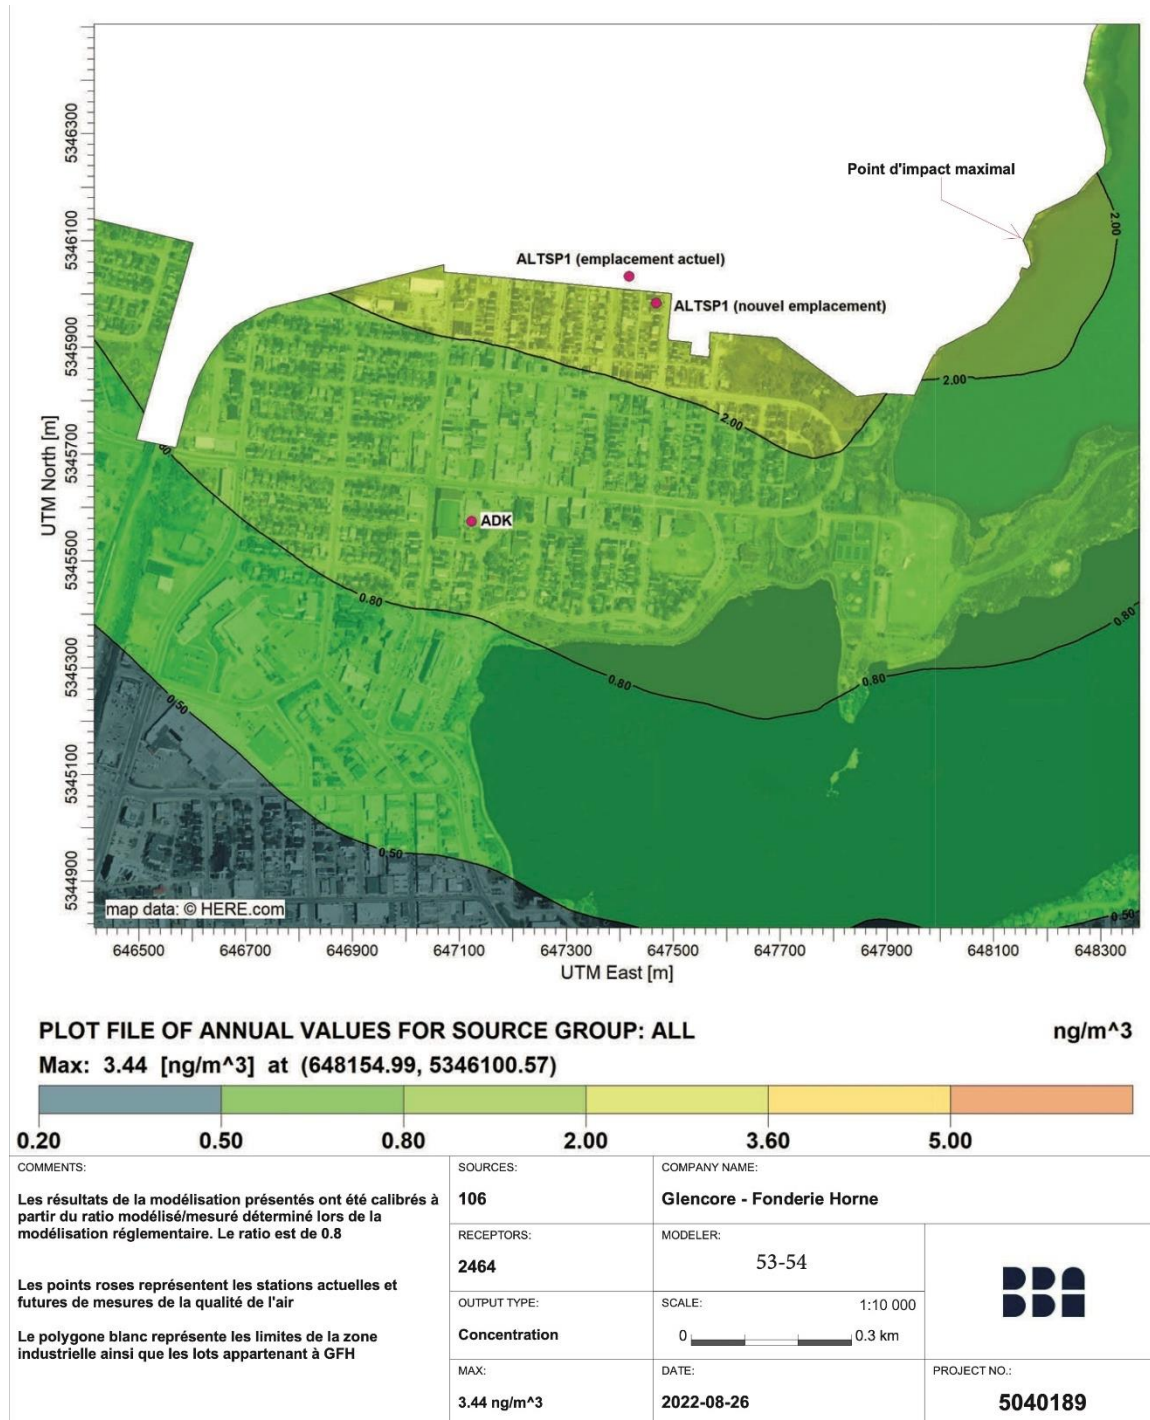 UTM North [m]
5346300
5346100
5345900
5345700
5345500
5345300
5345100
5344900
Point d'impact maximal
ALTSP1 (emplacement actuel)
ALTSP1 (nouvel emplacement)
ADK
2.00
2.00
2.00
0.80
0.80
0.80
0.80
0.50
0.50
0.50
map data: © HERE.com
646500 646700 646900 647100 647300 647500 647700 647900 648100 648300
UTM East [m]
PLOT FILE OF ANNUAL VALUES FOR SOURCE GROUP: ALL ng/m^3
Max: 3.44 [ng/m^3] at (648154.99, 5346100.57)
0.20 0.50 0.80 2.00 3.60 5.00
COMMENTS:
Les résultats de la modélisation présentés ont été calibrés à
partir du ratio modélisé/mesuré déterminé lors de la
modélisation réglementaire. Le ratio est de 0.8
Les points roses représentent les stations actuelles et
futures de mesures de la qualité de l'air
Le polygone blanc représente les limites de la zone
industrielle ainsi que les lots appartenant à GFH
SOURCES:
106
COMPANY NAME:
Glencore - Fonderie Horne
RECEPTORS:
2464
MODELER:
53-54
OUTPUT TYPE:
Concentration
SCALE: 1:10 000
0 0.3 km
MAX:
3.44 ng/m^3
DATE:
2022-08-26
BBA
PROJECT NO.:
5040189